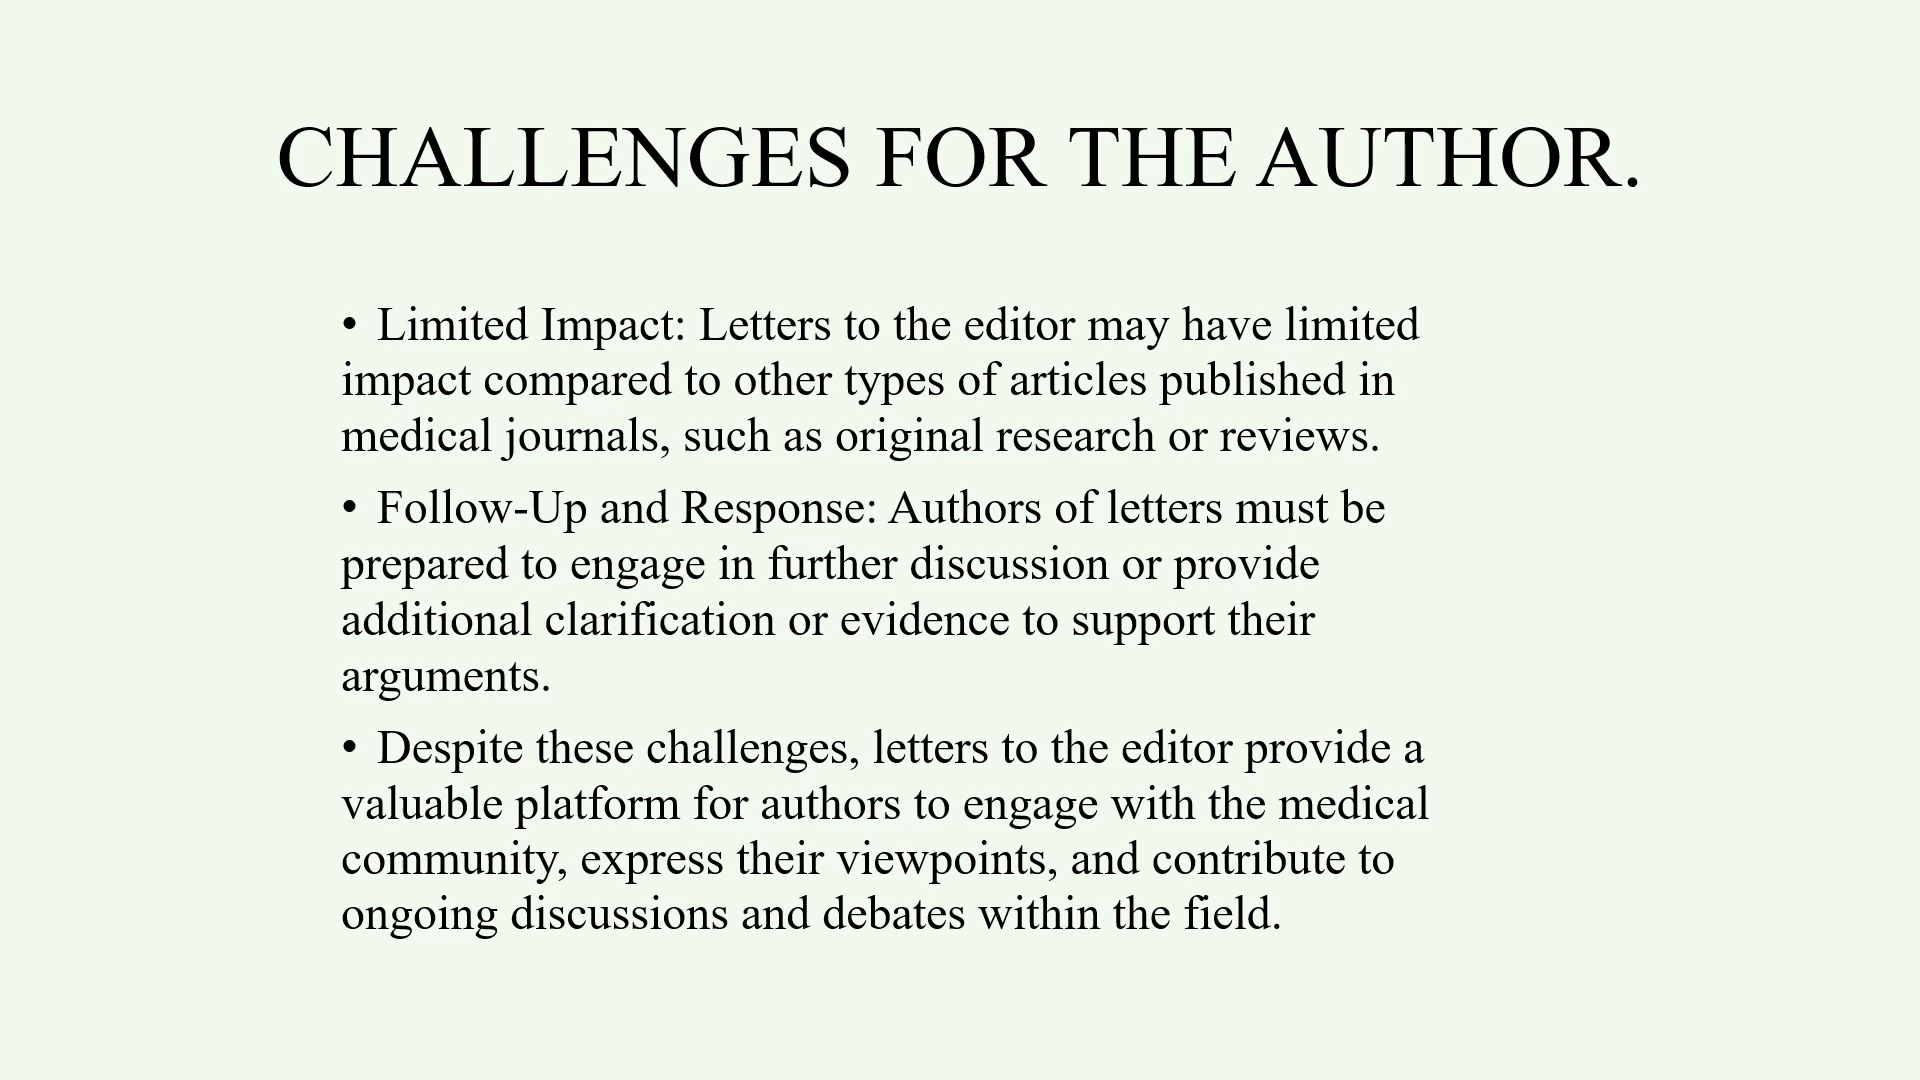 CHALLENGES FOR THE AUTHOR.
• Limited Impact: Letters to the editor may have limited
impact compared to other types of articles published in
medical journals, such as original research or reviews.
• Follow-Up and Response: Authors of letters must be
prepared to engage in further discussion or provide
additional clarification or evidence to support their
arguments.
• Despite these challenges, letters to the editor provide a
valuable platform for authors to engage with the medical
community, express their viewpoints, and contribute to
ongoing discussions and debates within the field.